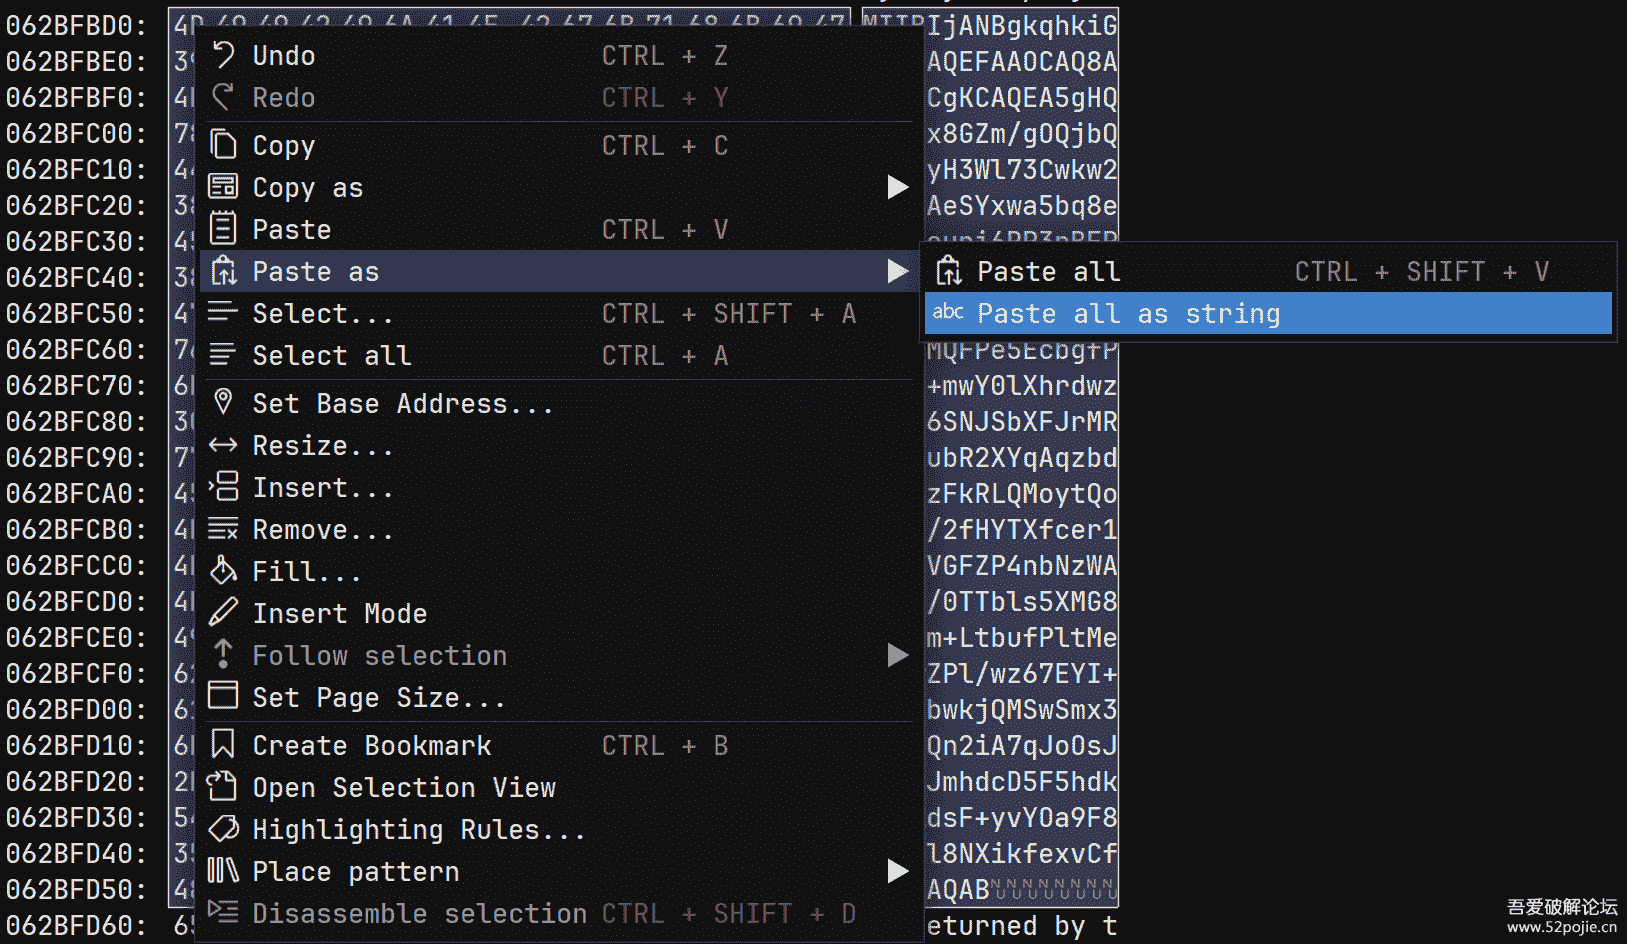 062BFBD0: IjANBgkqhkiG
062BFBE0: AQEFAAOCAQ8A
062BFBF0: CgKCAQEA5gHQ
062BFC00: x8GZm/gOQjbQ
062BFC10: yH3Wl73Cwkw2
062BFC20: AeSYxwa5bq8e
062BFC30:
062BFC40:
062BFC50:
062BFC60: MQFPe5EcbgfP
062BFC70: +mwY0lXhrdwz
062BFC80: 6SNJSbXFJrMR
062BFC90: ubR2XYqAqzbd
062BFCA0: zFkRLQMoytQo
062BFCB0: /2fHYTXfcer1
062BFCC0: VGFZP4nbNzWA
062BFCD0: /0TTbls5XMG8
062BFCE0: m+LtbufPltMe
062BFCF0: ZPl/wz67EYI+
062BFD00: bwkjQMSwSmx3
062BFD10: Qn2iA7qJoOsJ
062BFD20: JmhdcD5F5hdk
062BFD30: dsF+yvYOa9F8
062BFD40: l8NXikfexvCf
062BFD50: AQAB
062BFD60: eturned by t
Undo CTRL + Z
Redo CTRL + Y
Copy CTRL + C
Copy as
Paste CTRL + V
Paste as
Select... CTRL + SHIFT + A
Select all CTRL + A
Set Base Address...
Resize...
Insert...
Remove...
Fill...
Insert Mode
Follow selection
Set Page Size...
Create Bookmark CTRL + B
Open Selection View
Highlighting Rules...
Place pattern
Disassemble selection CTRL + SHIFT + D
Paste all CTRL + SHIFT + V
abc Paste all as string
吾爱破解论坛
www.52pojie.cn